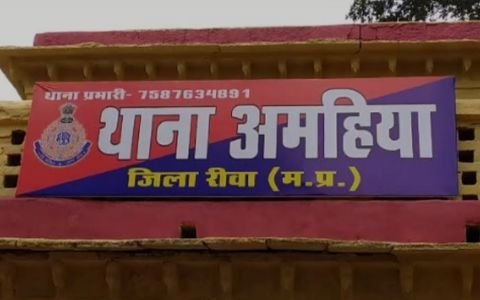 थाना प्रभारी- 7587634891
थाना अमहिया
जिला रीवा (म.प्र.)